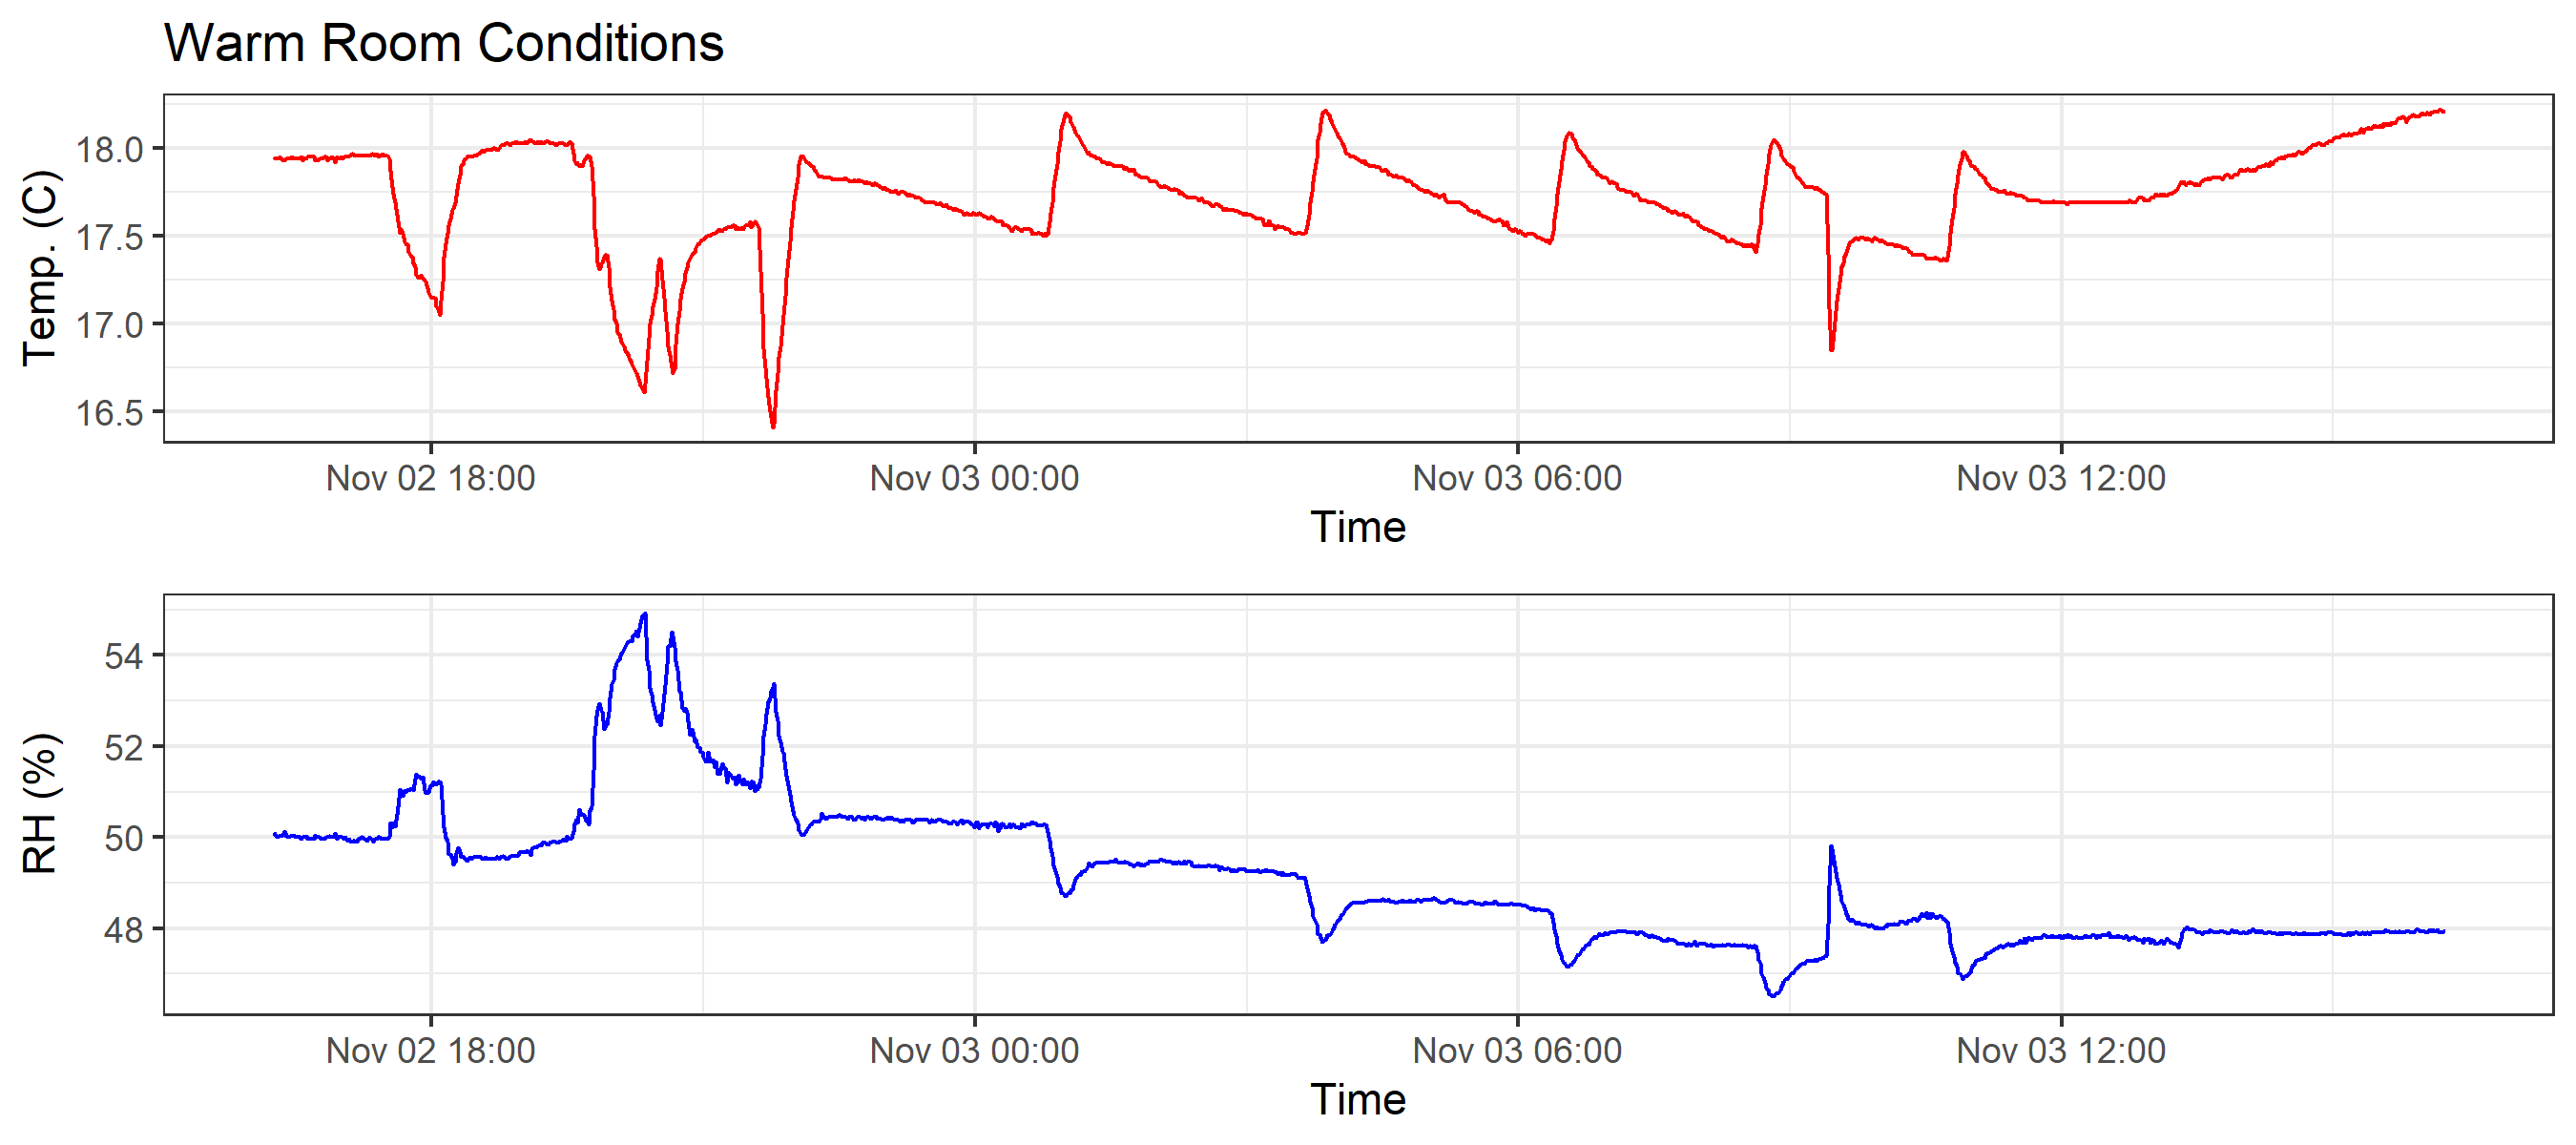 Warm Room Conditions
Temp. (C)
18.0
17.5
17.0
16.5
Nov 02 18:00 Nov 03 00:00 Nov 03 06:00 Nov 03 12:00
Time
RH (%)
54
52
50
48
Nov 02 18:00 Nov 03 00:00 Nov 03 06:00 Nov 03 12:00
Time